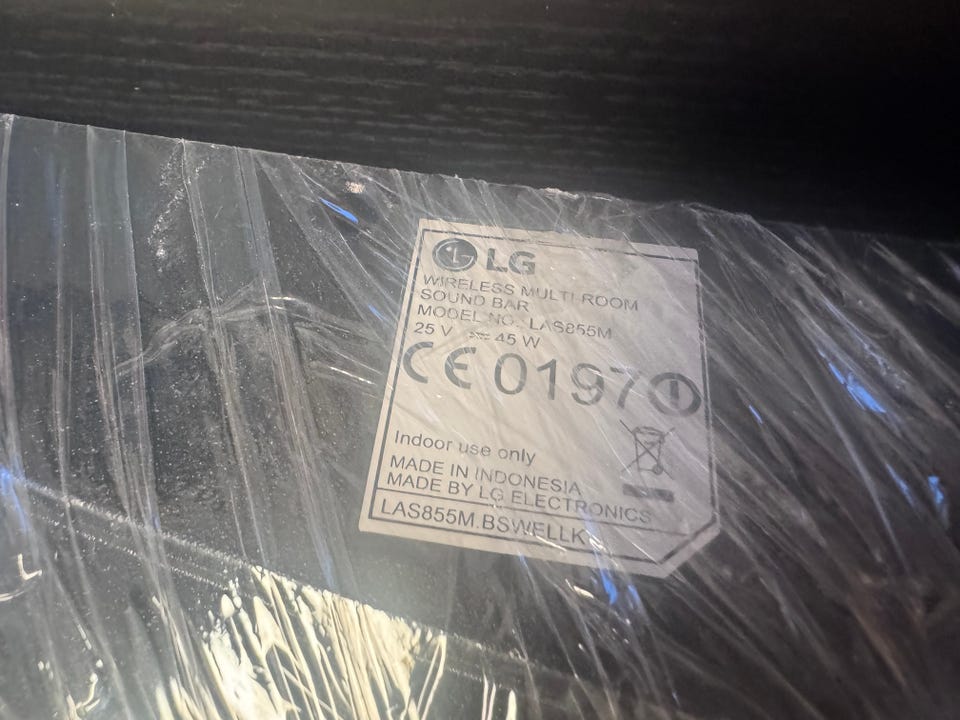 LG
WIRELESS MULTI-ROOM
SOUND BAR
MODEL NO.: LAS855M
25 V ⎓ 45 W
CE 0197
Indoor use only
MADE IN INDONESIA
MADE BY LG ELECTRONICS
LAS855M.BSWELLK